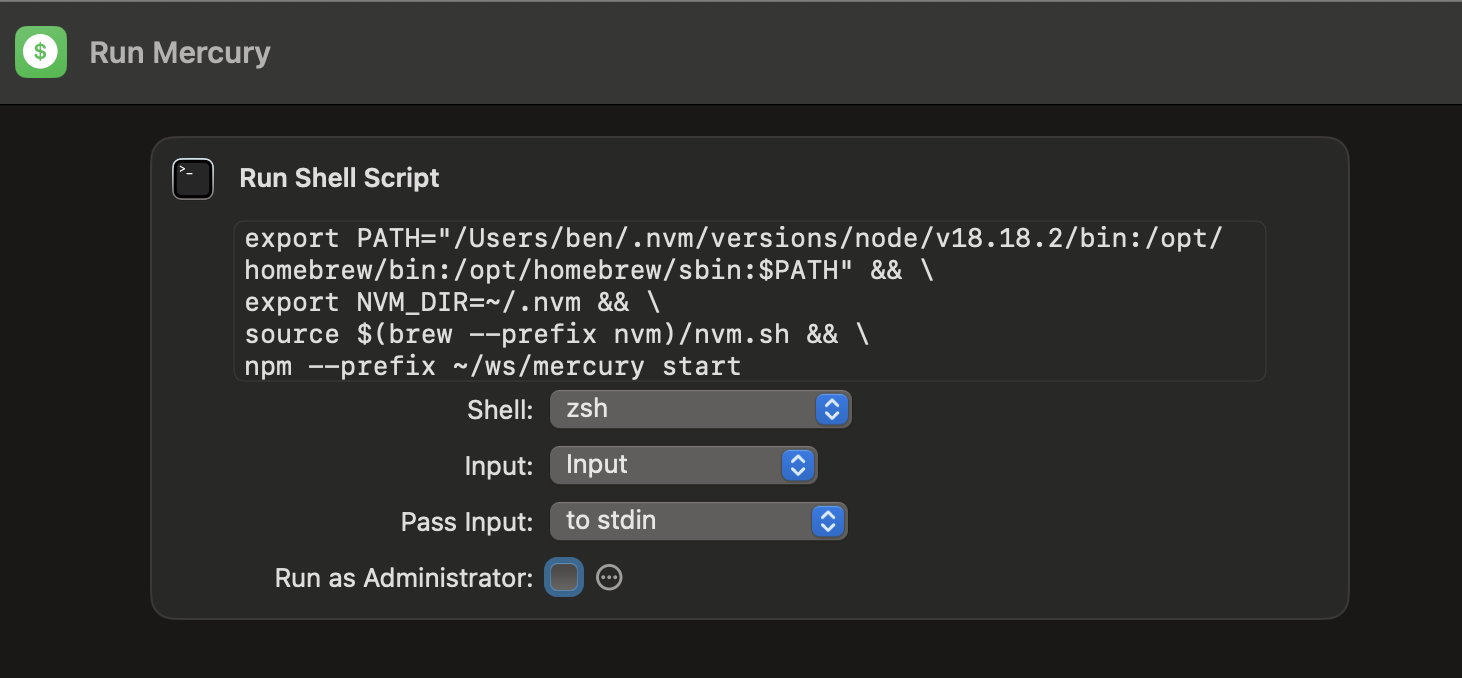 $
Run Mercury
>_
Run Shell Script
export PATH="/Users/ben/.nvm/versions/node/v18.18.2/bin:/opt/
homebrew/bin:/opt/homebrew/sbin:$PATH" && \
export NVM_DIR=~/.nvm && \
source $(brew --prefix nvm)/nvm.sh && \
npm --prefix ~/ws/mercury start
Shell: zsh
Input: Input
Pass Input: to stdin
Run as Administrator: